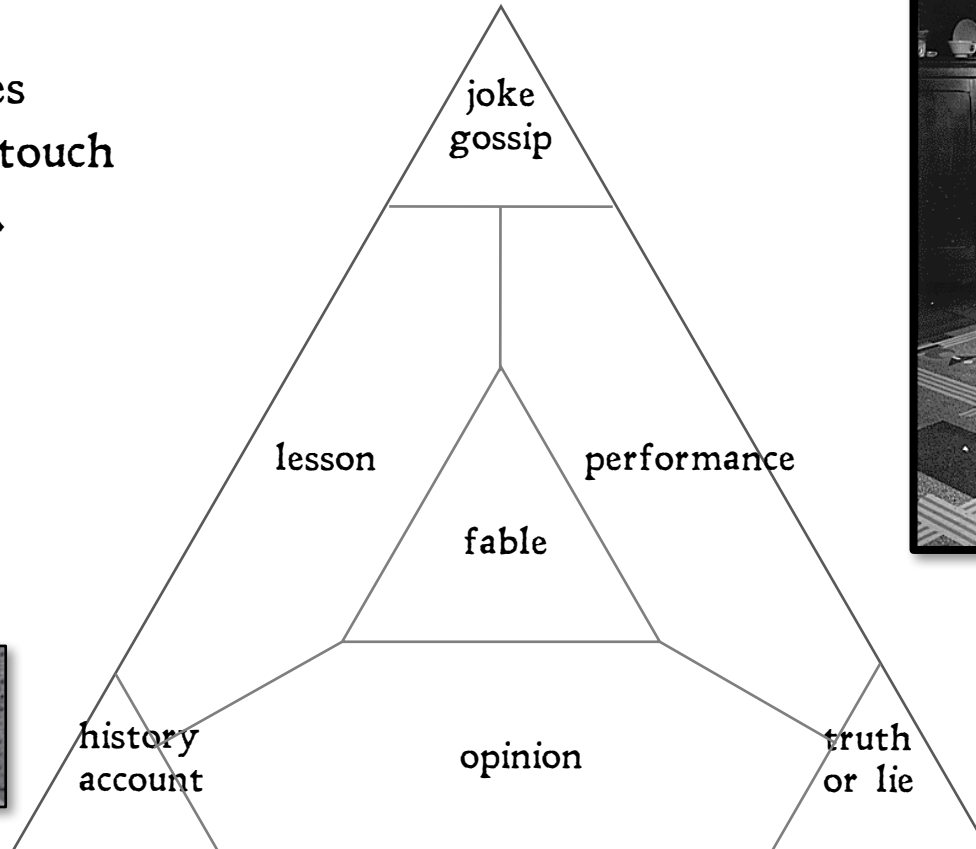 es
touch
joke
gossip
lesson
performance
fable
history
account
opinion
truth
or lie